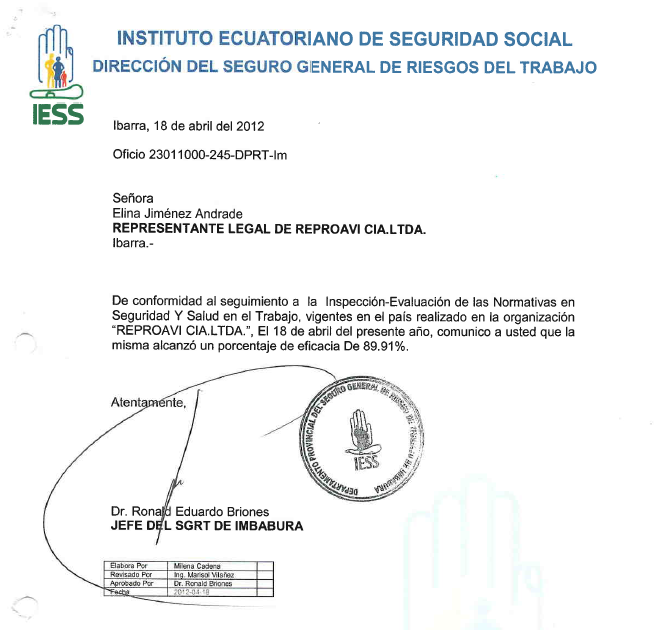 INSTITUTO ECUATORIANO DE SEGURIDAD SOCIAL
DIRECCIÓN DEL SEGURO GENERAL DE RIESGOS DEL TRABAJO
IESS
Ibarra, 18 de abril del 2012
Oficio 23011000-245-DPRT-Im
Señora
Elina Jiménez Andrade
REPRESENTANTE LEGAL DE REPROAVI CIA.LTDA.
Ibarra.-
De conformidad al seguimiento a la Inspección-Evaluación de las Normativas en
Seguridad Y Salud en el Trabajo, vigentes en el país realizado en la organización
“REPROAVI CIA.LTDA.”, El 18 de abril del presente año, comunico a usted que la
misma alcanzó un porcentaje de eficacia De 89.91%.
Atentamente,
DEPARTAMENTO PROVINCIAL DEL SEGURO GENERAL DE RIESGO DEL TRABAJO DE IMBABURA
IESS
Dr. Ronald Eduardo Briones
JEFE DEL SGRT DE IMBABURA
Elabora Por Milena Cadena
Revisado Por Ing. Marisol
Aprobado Por Dr. Ronald Briones
Fecha 2012-04-18